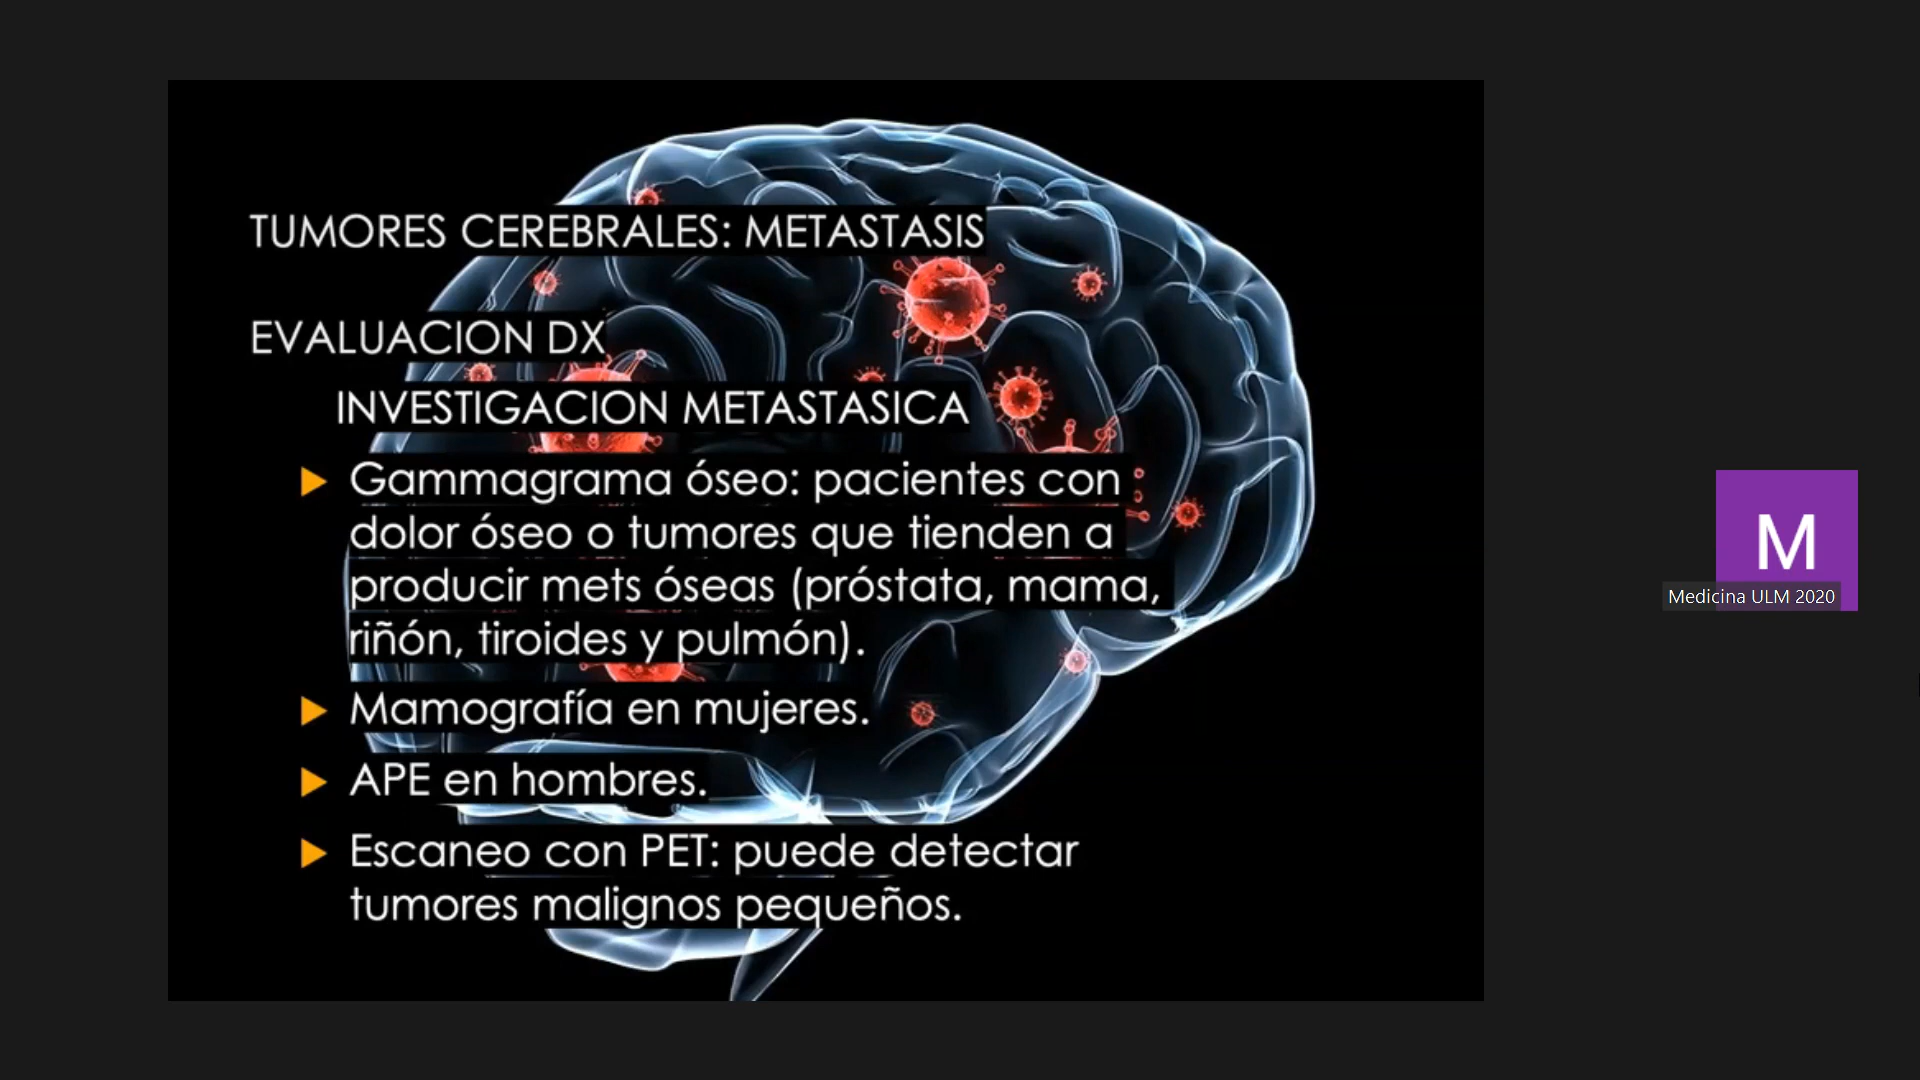 TUMORES CEREBRALES: METASTASIS
EVALUACION DX
INVESTIGACION METASTASICA
Gammagrama óseo: pacientes con
dolor óseo o tumores que tienden a
producir mets óseas (próstata, mama,
riñón, tiroides y pulmón).
Mamografía en mujeres.
APE en hombres.
Escaneo con PET: puede detectar
tumores malignos pequeños.
M
Medicina ULM 2020